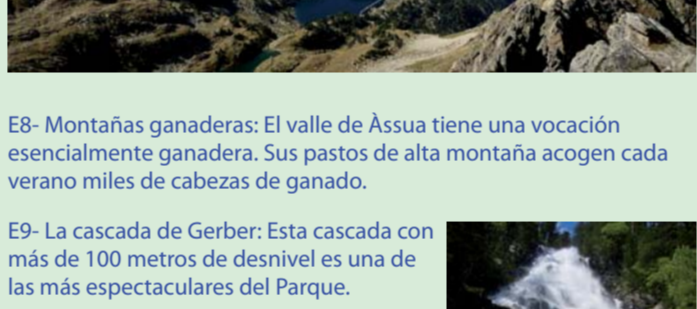 E8- Montañas ganaderas: El valle de Àssua tiene una vocación
esencialmente ganadera. Sus pastos de alta montaña acogen cada
verano miles de cabezas de ganado.
E9- La cascada de Gerber: Esta cascada con
más de 100 metros de desnivel es una de
las más espectaculares del Parque.